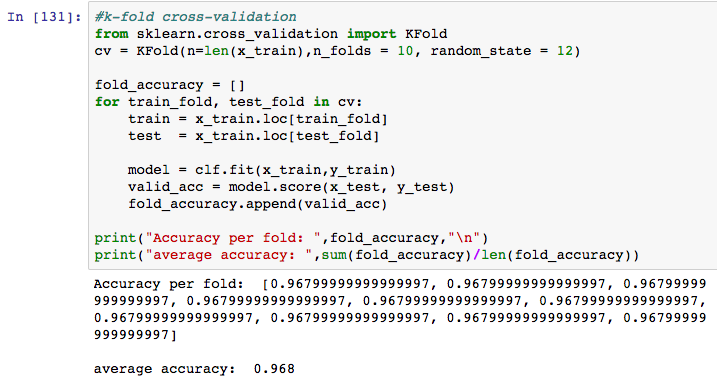 In [131]: #k-fold cross-validation
from sklearn.cross_validation import KFold
cv = KFold(n=len(x_train),n_folds = 10, random_state = 12)
fold_accuracy = []
for train_fold, test_fold in cv:
train = x_train.loc[train_fold]
test  = x_train.loc[test_fold]
model = clf.fit(x_train,y_train)
valid_acc = model.score(x_test, y_test)
fold_accuracy.append(valid_acc)
print("Accuracy per fold: ",fold_accuracy,"\n")
print("average accuracy: ",sum(fold_accuracy)/len(fold_accuracy))
Accuracy per fold:  [0.96799999999999997, 0.96799999999999997, 0.96799999
999999997, 0.96799999999999997, 0.96799999999999997, 0.96799999999999997,
0.96799999999999997, 0.96799999999999997, 0.96799999999999997, 0.96799999
999999997]
average accuracy:  0.968